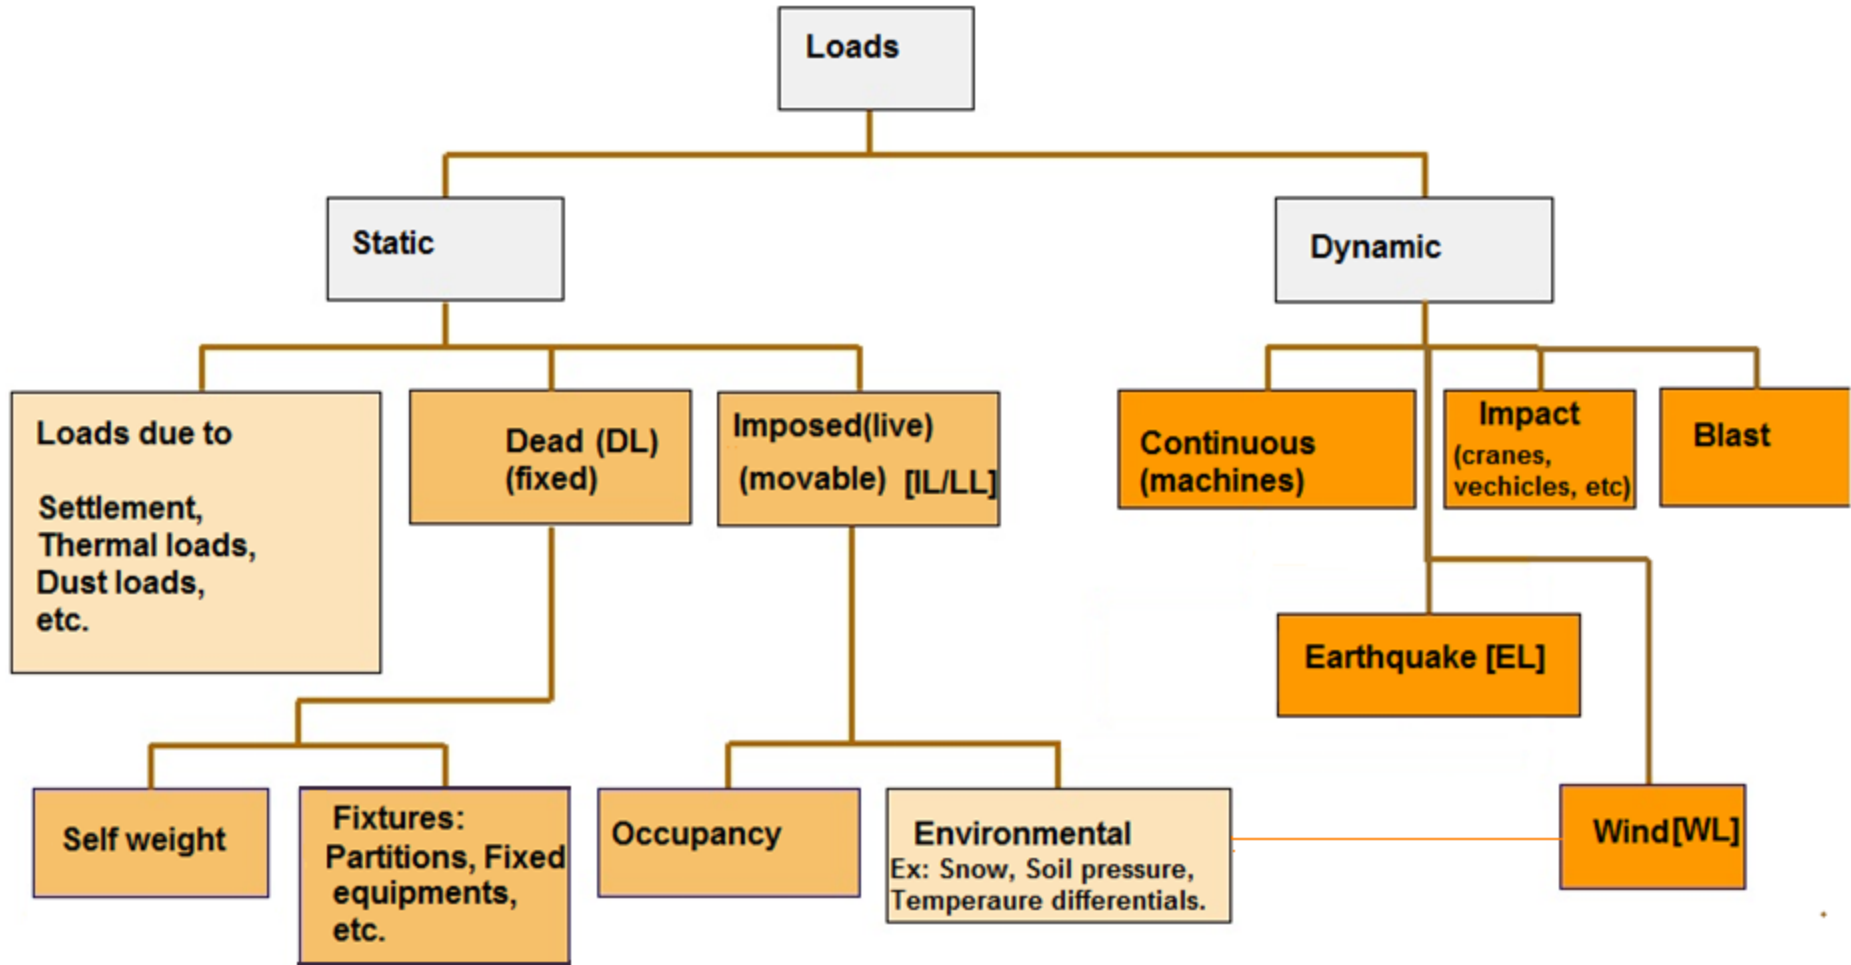 Loads
Static
Dynamic
Loads due to
Settlement,
Thermal loads,
Dust loads,
etc.
Dead (DL)
(fixed)
Imposed(live)
(movable) [IL/LL]
Continuous
(machines)
Impact
(cranes,
vechicles, etc)
Blast
Earthquake [EL]
Self weight
Fixtures:
Partitions, Fixed
equipments,
etc.
Occupancy
Environmental
Ex: Snow, Soil pressure,
Temperaure differentials.
Wind[WL]